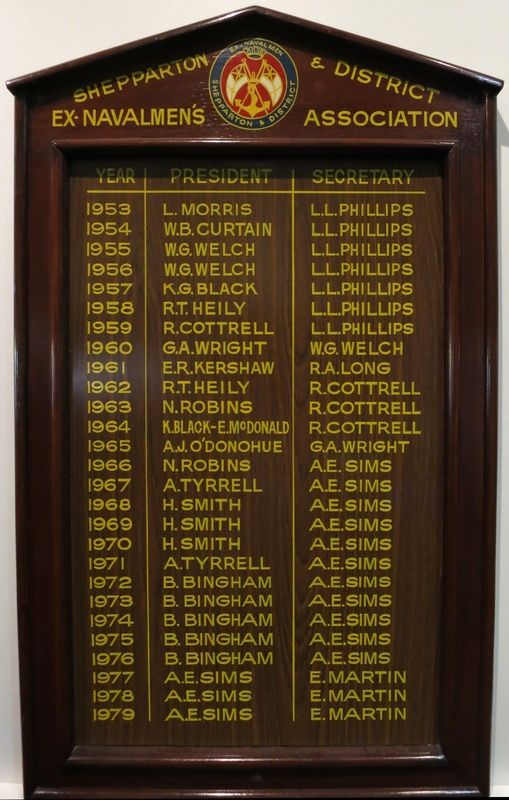 SHEPPARTON & DISTRICT
EX-NAVALMEN'S ASSOCIATION
EX-NAVALMEN
SHEPPARTON & DISTRICT
YEAR PRESIDENT SECRETARY
1953 L. MORRIS L.L.PHILLIPS
1954 W.B. CURTAIN L.L.PHILLIPS
1955 W.G. WELCH L.L.PHILLIPS
1956 W.G. WELCH L.L.PHILLIPS
1957 K.G. BLACK L.L.PHILLIPS
1958 R.T. HEILY L.L.PHILLIPS
1959 R.COTTRELL L.L.PHILLIPS
1960 G.A.WRIGHT W.G. WELCH
1961 E.R.KERSHAW R.A.LONG
1962 R.T. HEILY R.COTTRELL
1963 N.ROBINS R.COTTRELL
1964 K.BLACK-E.McDONALD R.COTTRELL
1965 A.J. O'DONOHUE G.A.WRIGHT
1966 N.ROBINS A.E.SIMS
1967 A.TYRRELL A.E.SIMS
1968 H.SMITH A.E.SIMS
1969 H.SMITH A.E.SIMS
1970 H.SMITH A.E.SIMS
1971 A.TYRRELL A.E.SIMS
1972 B. BINGHAM A.E.SIMS
1973 B. BINGHAM A.E.SIMS
1974 B. BINGHAM A.E.SIMS
1975 B. BINGHAM A.E.SIMS
1976 B. BINGHAM A.E.SIMS
1977 A.E.SIMS E. MARTIN
1978 A.E.SIMS E. MARTIN
1979 A.E.SIMS E. MARTIN